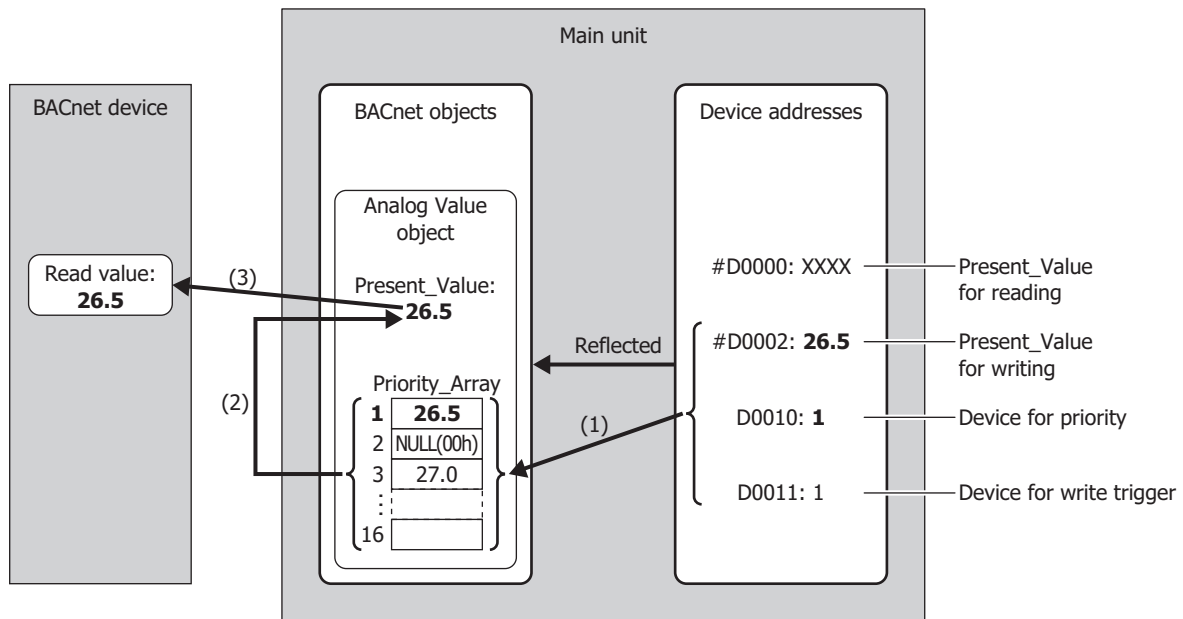 Main unit
BACnet device
BACnet objects
Device addresses
Analog Value
object
Read value:
26.5
(3)
Present_Value:
26.5
#D0000: XXXX
Present_Value
for reading
Reflected
#D0002: 26.5
Present_Value
for writing
(2)
Priority_Array
1 26.5
2 NULL(00h)
3 27.0
:
16
(1)
D0010: 1
Device for priority
D0011: 1
Device for write trigger